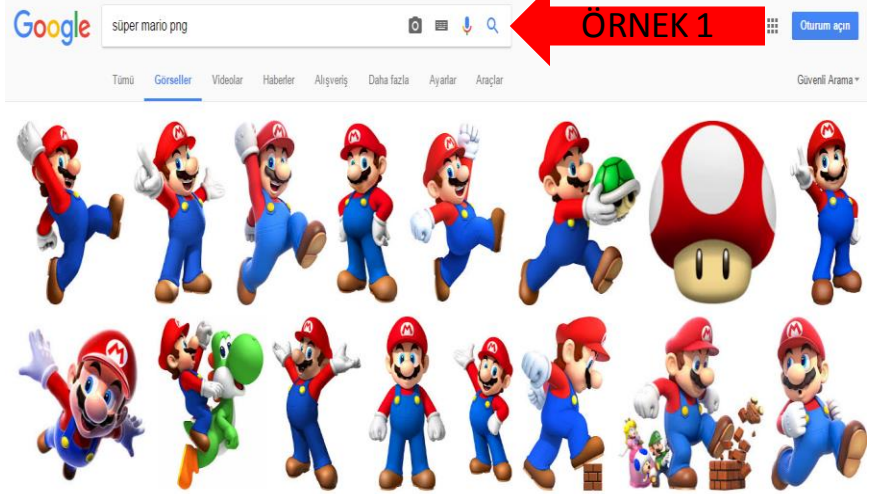 Google süper mario png ÖRNEK 1 Oturum açın
Tümü Görseller Videolar Haberler Alışveriş Daha fazla Ayarlar Araçlar Güvenli Arama